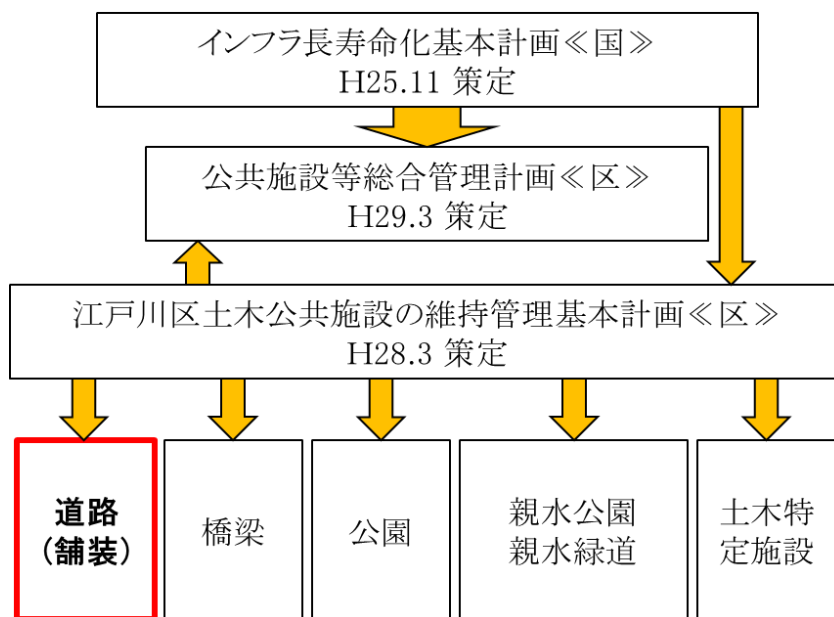 インフラ長寿命化基本計画≪国≫
H25.11 策定
公共施設等総合管理計画≪区≫
H29.3 策定
江戸川区土木公共施設の維持管理基本計画≪区≫
H28.3 策定
道路
(舗装)
橋梁
公園
親水公園
親水緑道
土木特
定施設